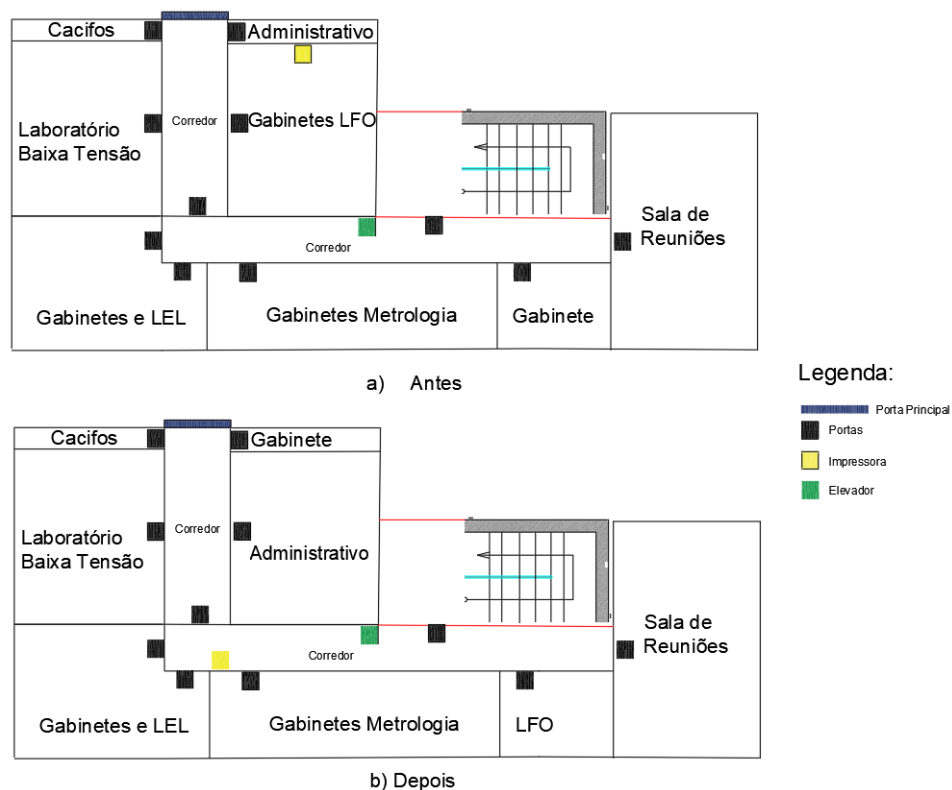 Cacifos
Administrativo
Laboratório
Baixa Tensão
Corredor
Gabinetes LFO
Sala de
Reuniões
Corredor
Gabinetes e LEL
Gabinetes Metrologia
Gabinete
a) Antes
Legenda:
Porta Principal
Portas
Impressora
Elevador
Cacifos
Gabinete
Laboratório
Baixa Tensão
Corredor
Administrativo
Sala de
Reuniões
Corredor
Gabinetes e LEL
Gabinetes Metrologia
LFO
b) Depois